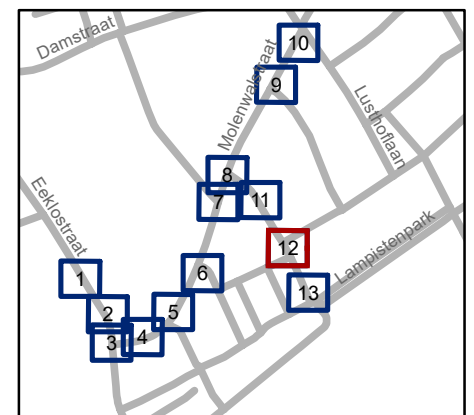 Damstraat
Molenwalstraat
Lusthoflaan
Eeklostraat
Lampistenpark
10
9
8
7
11
12
6
1
13
2
5
3
4